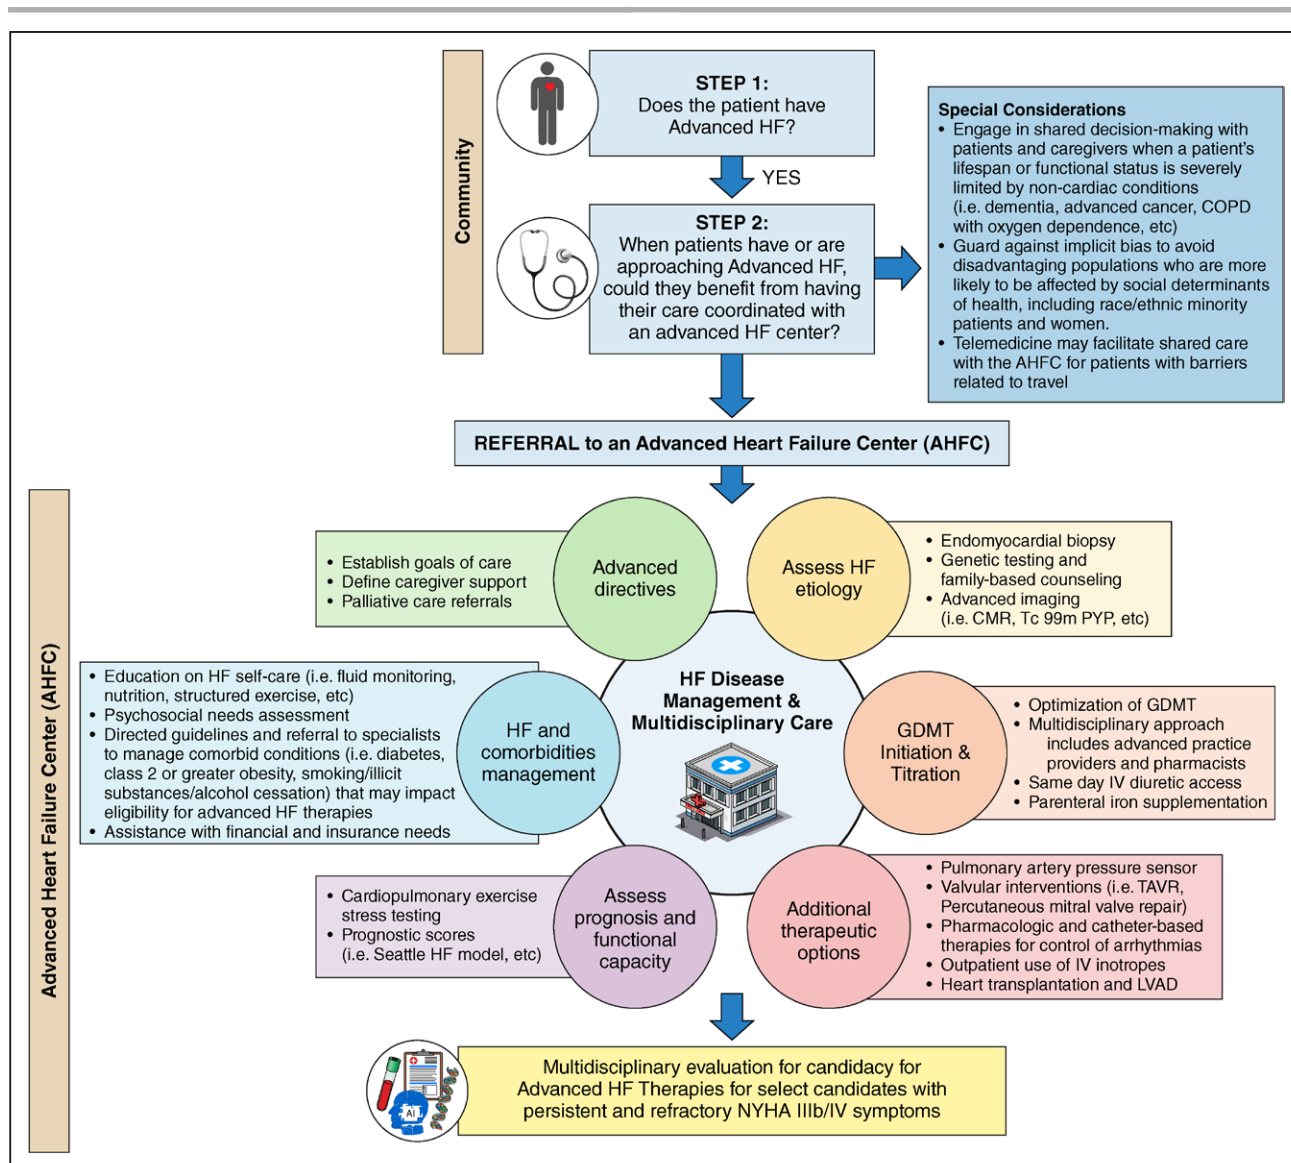 Community
STEP 1:
Does the patient have
Advanced HF?
YES
STEP 2:
When patients have or are
approaching Advanced HF,
could they benefit from having
their care coordinated with
an advanced HF center?
Special Considerations
• Engage in shared decision-making with
patients and caregivers when a patient's
lifespan or functional status is severely
limited by non-cardiac conditions
(i.e. dementia, advanced cancer, COPD
with oxygen dependence, etc)
• Guard against implicit bias to avoid
disadvantaging populations who are more
likely to be affected by social determinants
of health, including race/ethnic minority
patients and women.
• Telemedicine may facilitate shared care
with the AHFC for patients with barriers
related to travel
REFERRAL to an Advanced Heart Failure Center (AHFC)
Advanced Heart Failure Center (AHFC)
• Establish goals of care
• Define caregiver support
• Palliative care referrals
Advanced
directives
Assess HF
etiology
• Endomyocardial biopsy
• Genetic testing and
family-based counseling
• Advanced imaging
(i.e. CMR, Tc 99m PYP, etc)
• Education on HF self-care (i.e. fluid monitoring,
nutrition, structured exercise, etc)
• Psychosocial needs assessment
• Directed guidelines and referral to specialists
to manage comorbid conditions (i.e. diabetes,
class 2 or greater obesity, smoking/illicit
substances/alcohol cessation) that may impact
eligibility for advanced HF therapies
• Assistance with financial and insurance needs
HF and
comorbidities
management
HF Disease
Management &
Multidisciplinary Care
GDMT
Initiation &
Titration
• Optimization of GDMT
• Multidisciplinary approach
includes advanced practice
providers and pharmacists
• Same day IV diuretic access
• Parenteral iron supplementation
• Cardiopulmonary exercise
stress testing
• Prognostic scores
(i.e. Seattle HF model, etc)
Assess
prognosis and
functional
capacity
Additional
therapeutic
options
• Pulmonary artery pressure sensor
• Valvular interventions (i.e. TAVR,
Percutaneous mitral valve repair)
• Pharmacologic and catheter-based
therapies for control of arrhythmias
• Outpatient use of IV inotropes
• Heart transplantation and LVAD
AI
Multidisciplinary evaluation for candidacy for
Advanced HF Therapies for select candidates with
persistent and refractory NYHA IIIb/IV symptoms